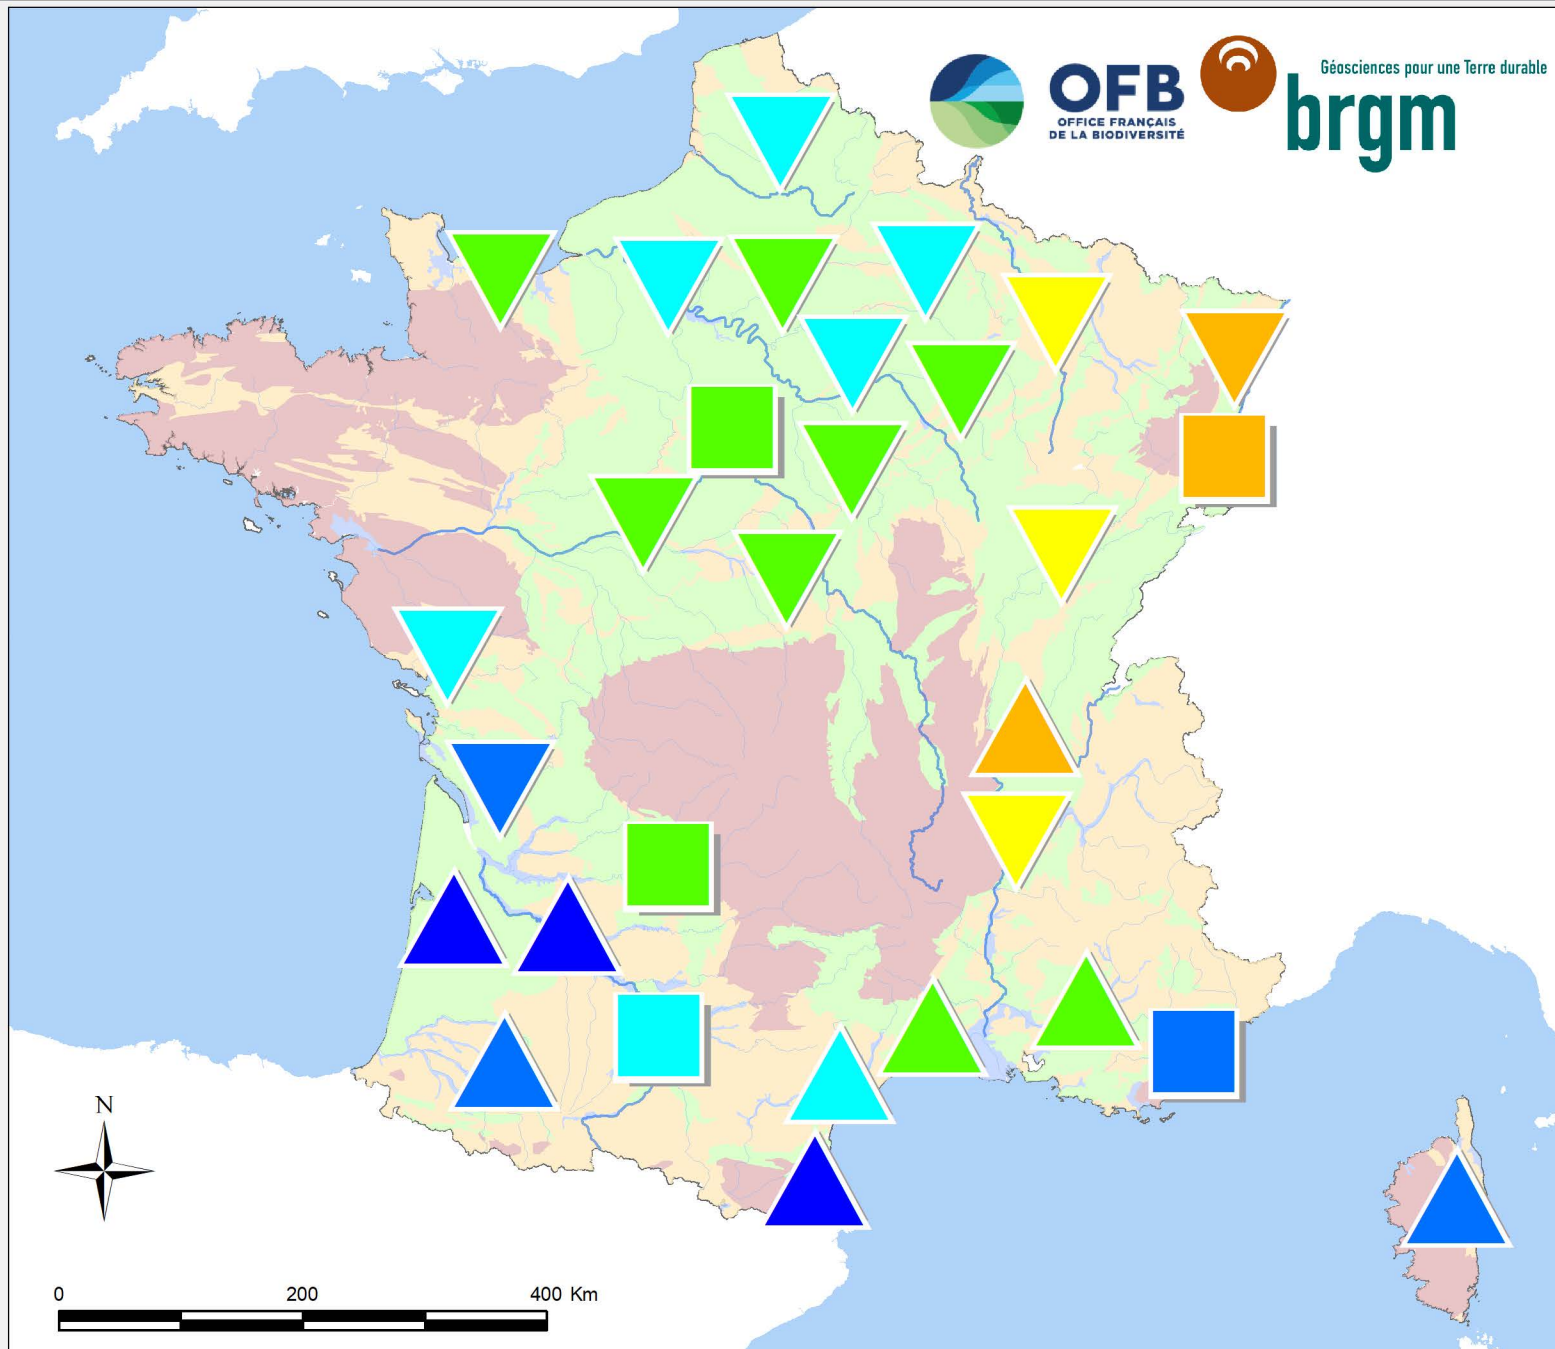 OFB
OFFICE FRANÇAIS
DE LA BIODIVERSITÉ
Géosciences pour une Terre durable
brgm
N
0 200 400 Km